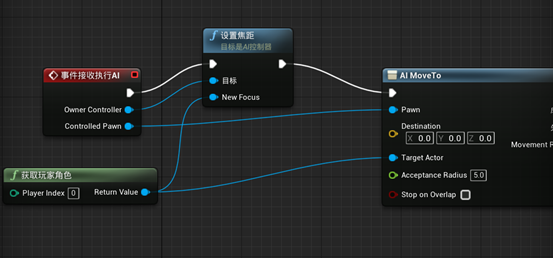 设置焦距
目标是AI控制器
目标
New Focus
事件接收执行AI
Owner Controller
Controlled Pawn
获取玩家角色
Player Index 0
Return Value
AI MoveTo
Pawn
Destination
X 0.0 Y 0.0 Z 0.0
Movement R
Target Actor
Acceptance Radius 5.0
Stop on Overlap